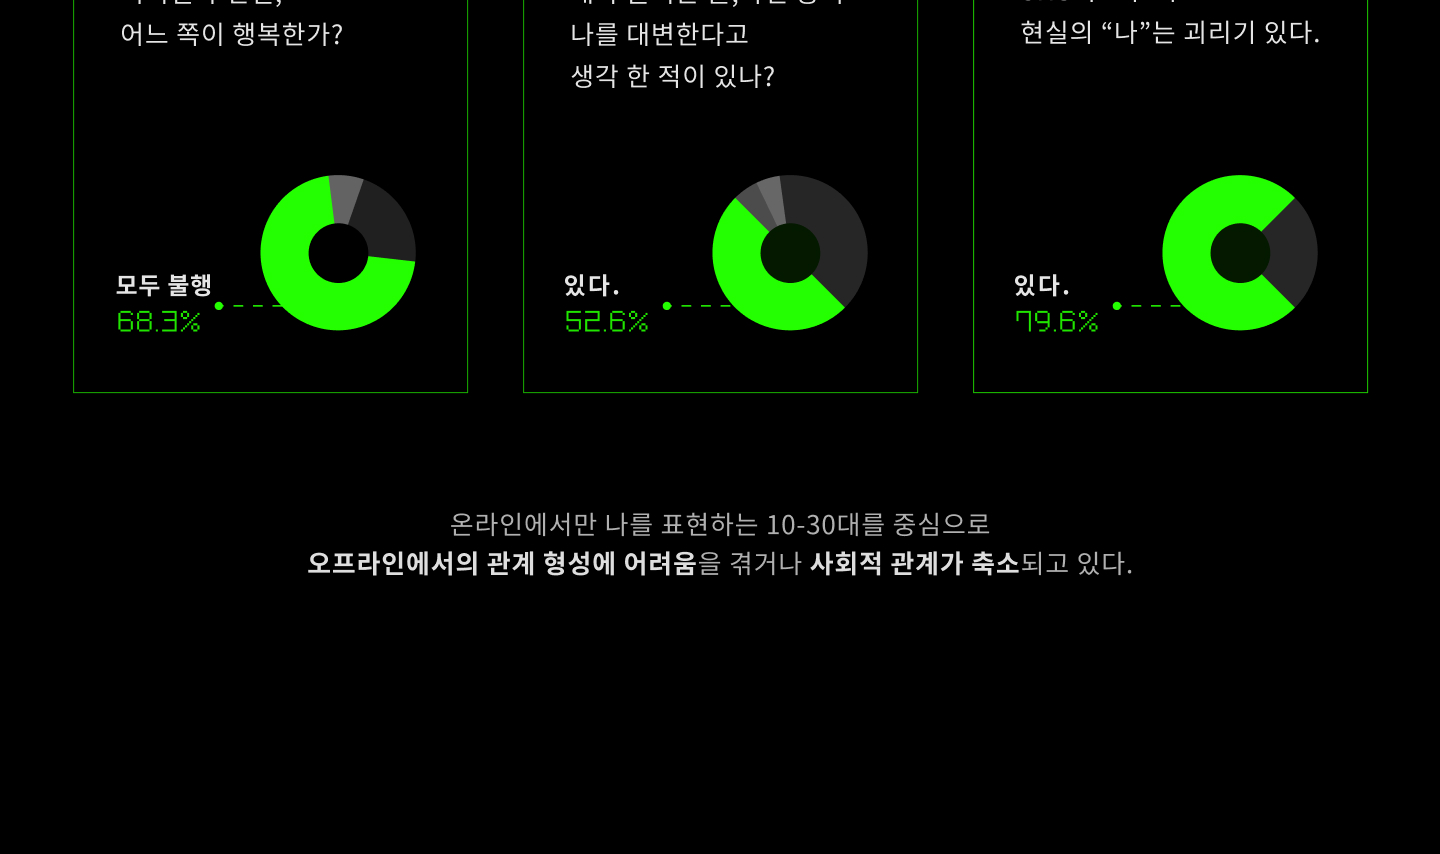 어느 쪽이 행복한가?
나를 대변한다고
생각 한 적이 있나?
현실의 “나”는 괴리기 있다.
모두 불행
68.3%
있다.
52.6%
있다.
79.6%
온라인에서만 나를 표현하는 10-30대를 중심으로
오프라인에서의 관계 형성에 어려움을 겪거나 사회적 관계가 축소되고 있다.